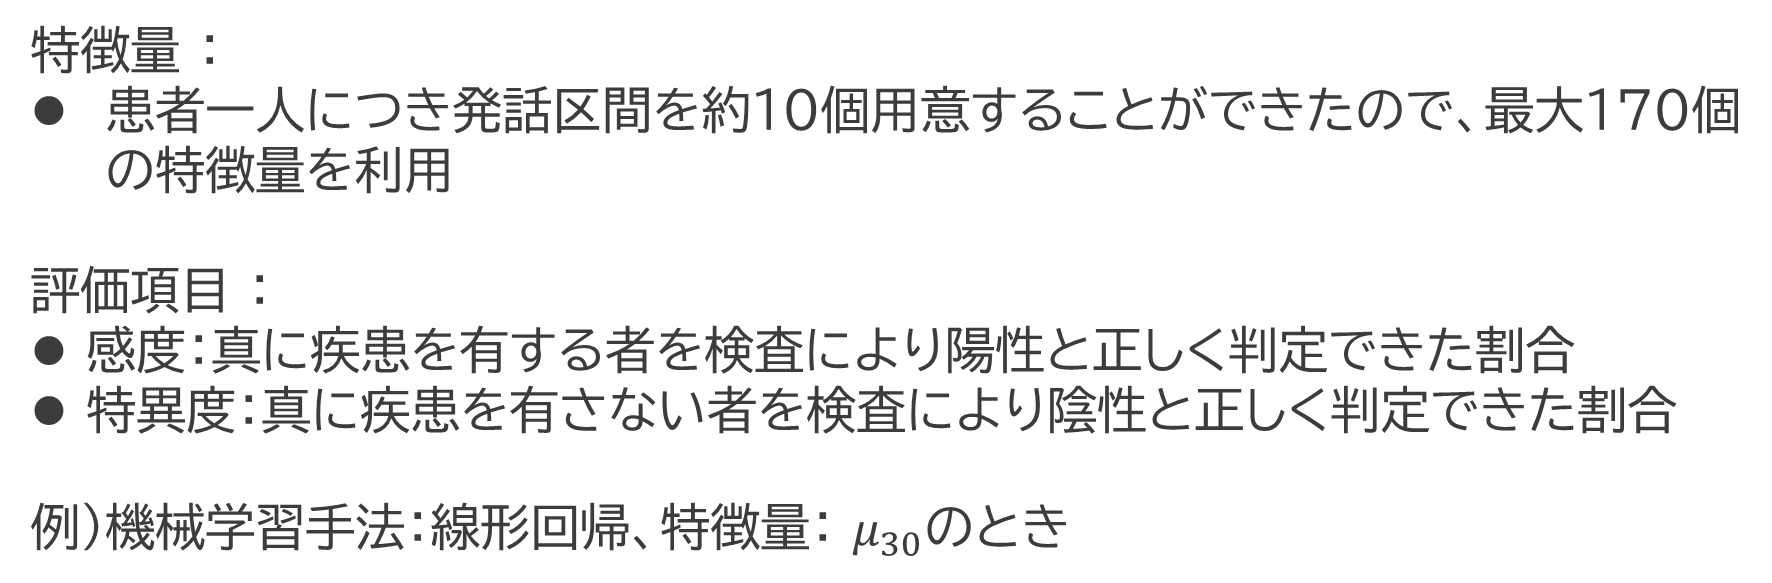 特徴量 :
● 患者一人につき発話区間を約10個用意することができたので、最大170個
の特徴量を利用
評価項目 :
● 感度:真に疾患を有する者を検査により陽性と正しく判定できた割合
● 特異度:真に疾患を有さない者を検査により陰性と正しく判定できた割合
例)機械学習手法:線形回帰、特徴量: 𝜇₃₀のとき